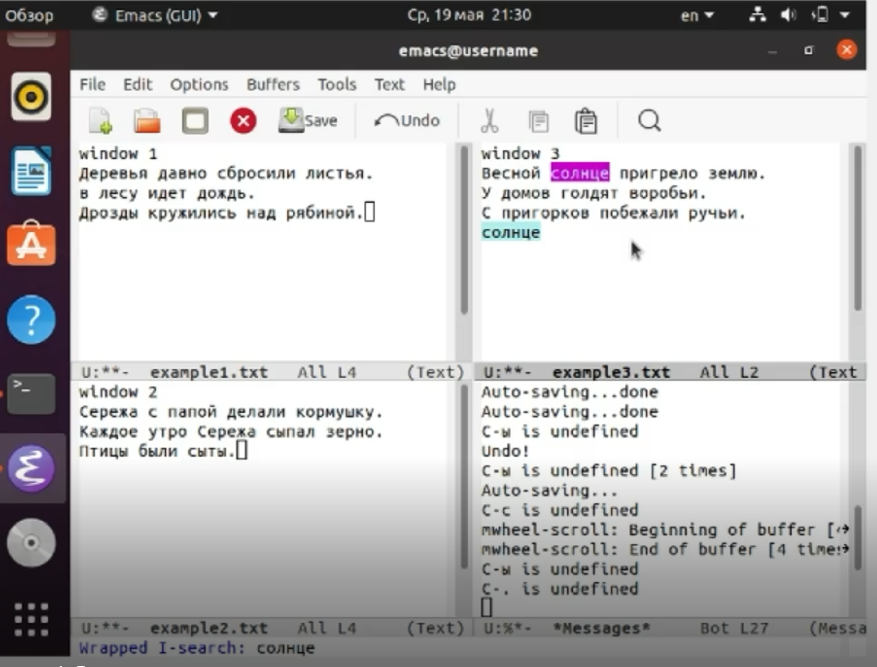 Обзор Emacs (GUI) Ср, 19 мая 21:30 en
emacs@username
File Edit Options Buffers Tools Text Help
Save Undo
window 1
Деревья давно сбросили листья.
в лесу идет дождь.
Дрозды кружились над рябиной.
U:**- example1.txt All L4 (Text)
window 3
Весной солнце пригрело землю.
У домов голдят воробьи.
С пригорков побежали ручьи.
солнце
U:**- example3.txt All L2 (Text
window 2
Сережа с папой делали кормушку.
Каждое утро Сережа сыпал зерно.
Птицы были сыты.
U:**- example2.txt All L4 (Text)
Auto-saving...done
Auto-saving...done
C-ы is undefined
Undo!
C-ы is undefined [2 times]
Auto-saving...
C-с is undefined
mwheel-scroll: Beginning of buffer [4
mwheel-scroll: End of buffer [4 times
C-ы is undefined
C-. is undefined
U:%*- *Messages* Bot L27 (Messa
Wrapped I-search: солнце